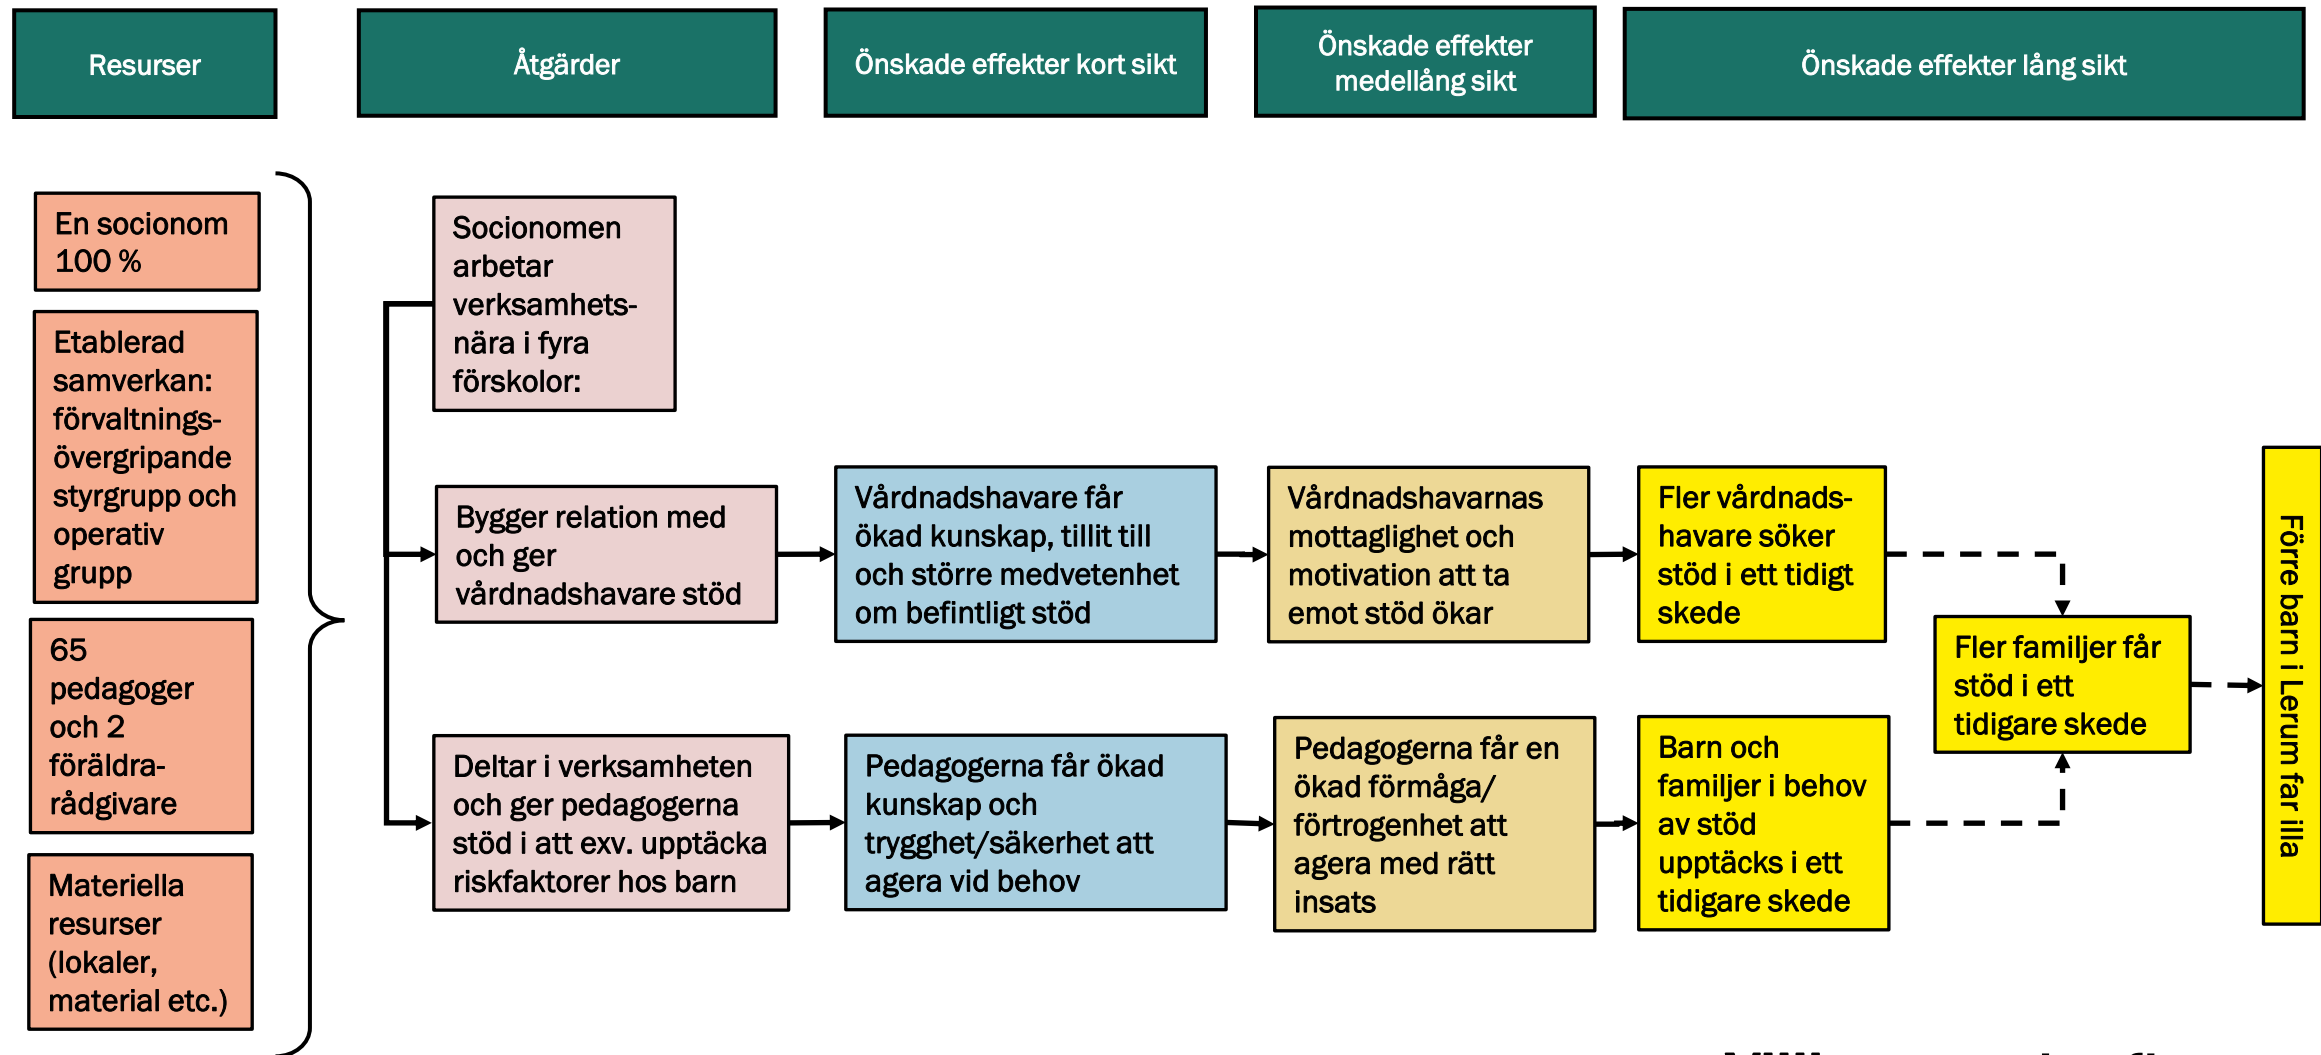 Resurser
Åtgärder
Önskade effekter kort sikt
Önskade effekter
medellång sikt
Önskade effekter lång sikt
En socionom
100 %
Etablerad
samverkan:
förvaltnings-
övergripande
styrgrupp och
operativ
grupp
65
pedagoger
och 2
föräldra-
rådgivare
Materiella
resurser
(lokaler,
material etc.)
Socionomen
arbetar
verksamhets-
nära i fyra
förskolor:
Bygger relation med
och ger
vårdnadshavare stöd
Vårdnadshavare får
ökad kunskap, tillit till
och större medvetenhet
om befintligt stöd
Vårdnadshavarnas
mottaglighet och
motivation att ta
emot stöd ökar
Fler vårdnads-
havare söker
stöd i ett tidigt
skede
Deltar i verksamheten
och ger pedagogerna
stöd i att exv. upptäcka
riskfaktorer hos barn
Pedagogerna får ökad
kunskap och
trygghet/säkerhet att
agera vid behov
Pedagogerna får en
ökad förmåga/
förtrogenhet att
agera med rätt
insats
Barn och
familjer i behov
av stöd
upptäcks i ett
tidigare skede
Fler familjer får
stöd i ett
tidigare skede
Förre barn i Lerum far illa